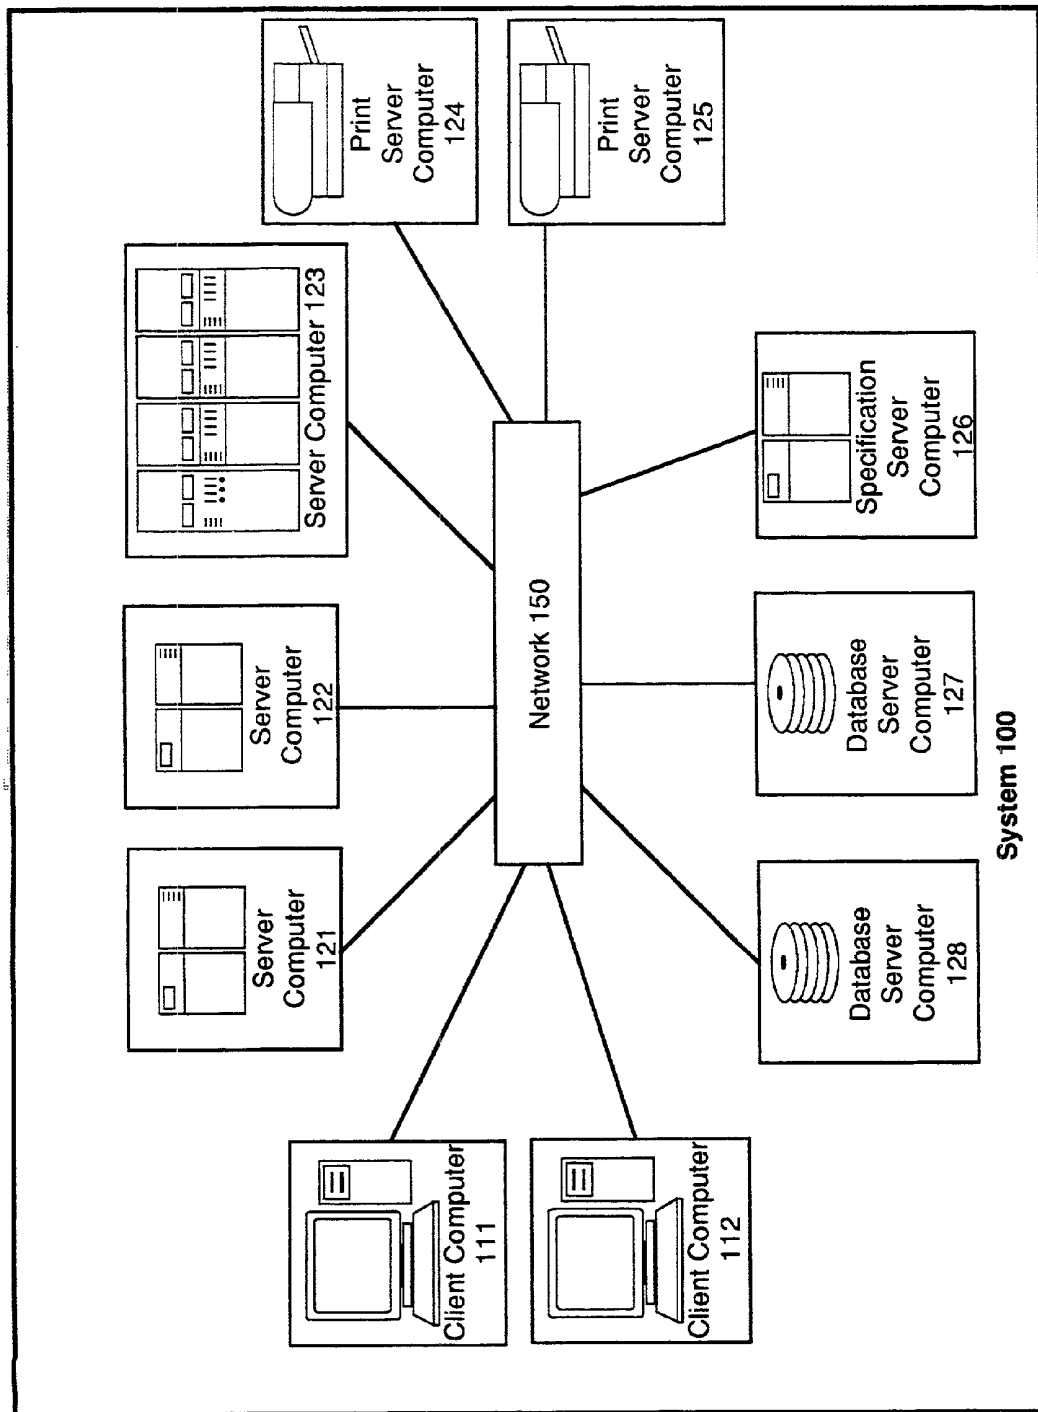 Server
Computer
121
Server
Computer
122
Server Computer 123
Client Computer
111
Network 150
Print
Server
Computer
124
Client Computer
112
Print
Server
Computer
125
Database
Server
Computer
128
Database
Server
Computer
127
Specification
Server
Computer
126
System 100